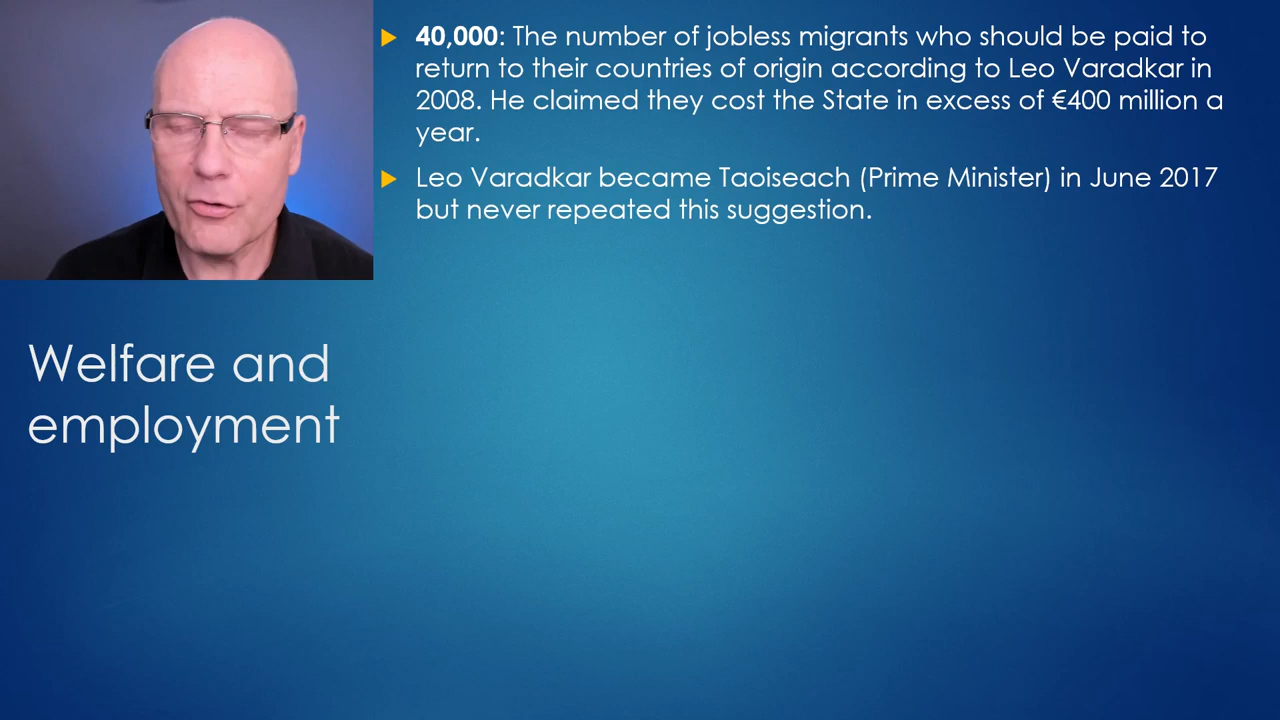 40,000: The number of jobless migrants who should be paid to
return to their countries of origin according to Leo Varadkar in
2008. He claimed they cost the State in excess of €400 million a
year.
Leo Varadkar became Taoiseach (Prime Minister) in June 2017
but never repeated this suggestion.
Welfare and
employment